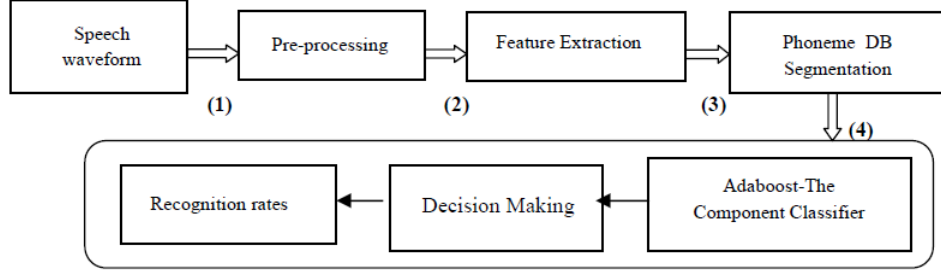 Speech
waveform
Pre-processing
Feature Extraction
Phoneme DB
Segmentation
(1)
(2)
(3)
(4)
Recognition rates
Decision Making
Adaboost-The
Component Classifier